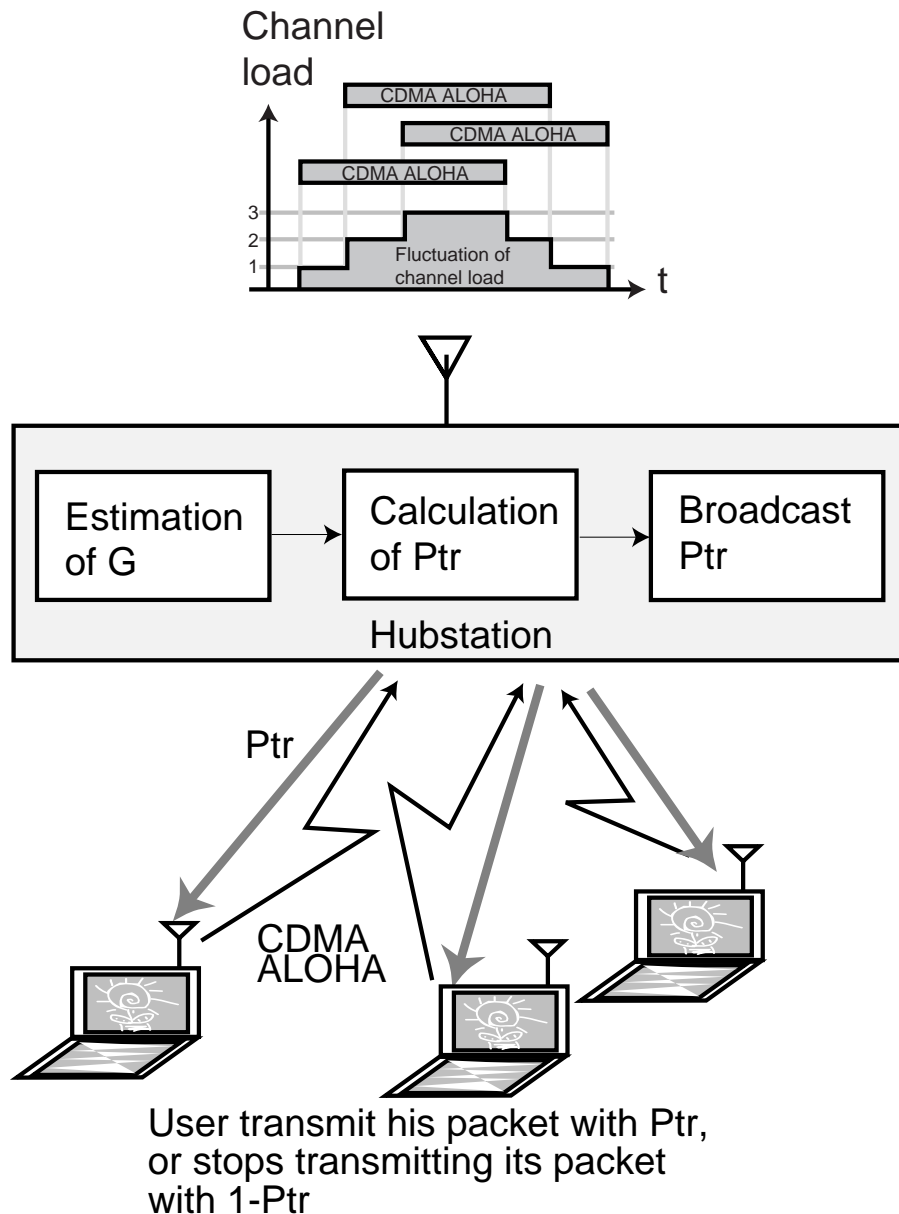 Channel
load
CDMA ALOHA
CDMA ALOHA
CDMA ALOHA
3
2
1
Fluctuation of
channel load
t
Estimation
of G
Calculation
of Ptr
Broadcast
Ptr
Hubstation
Ptr
CDMA
ALOHA
User transmit his packet with Ptr,
or stops transmitting its packet
with 1-Ptr